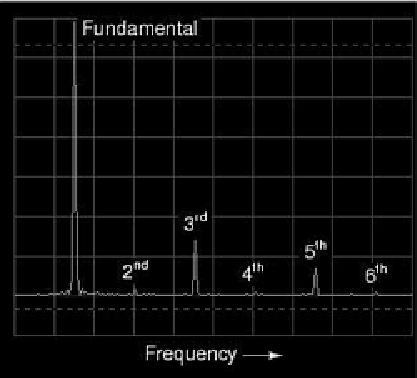 Fundamental
2nd
3rd
4th
5th
6th
Frequency →